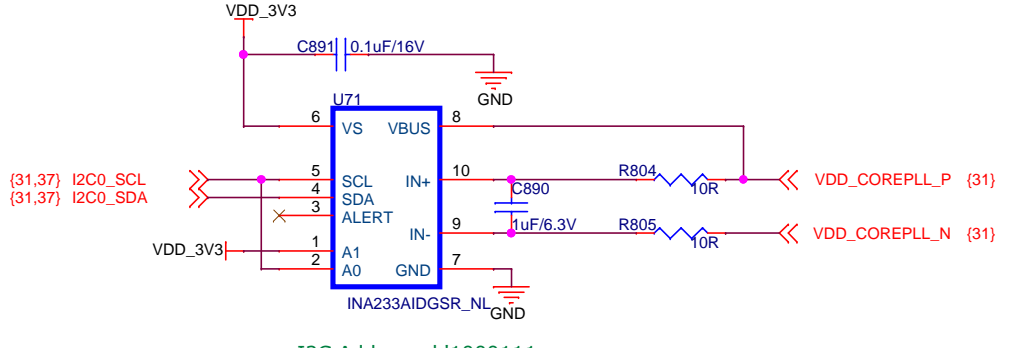 VDD_3V3
C891 0.1uF/16V
GND
U71
6 VS VBUS 8
{31,37} I2C0_SCL 5 SCL IN+ 10 R804 10R VDD_COREPLL_P {31}
{31,37} I2C0_SDA 4 SDA
C890
3 ALERT
1uF/6.3V
IN- 9 R805 10R VDD_COREPLL_N {31}
VDD_3V3 1 A1
2 A0 GND 7
INA233AIDGSR_NL
GND